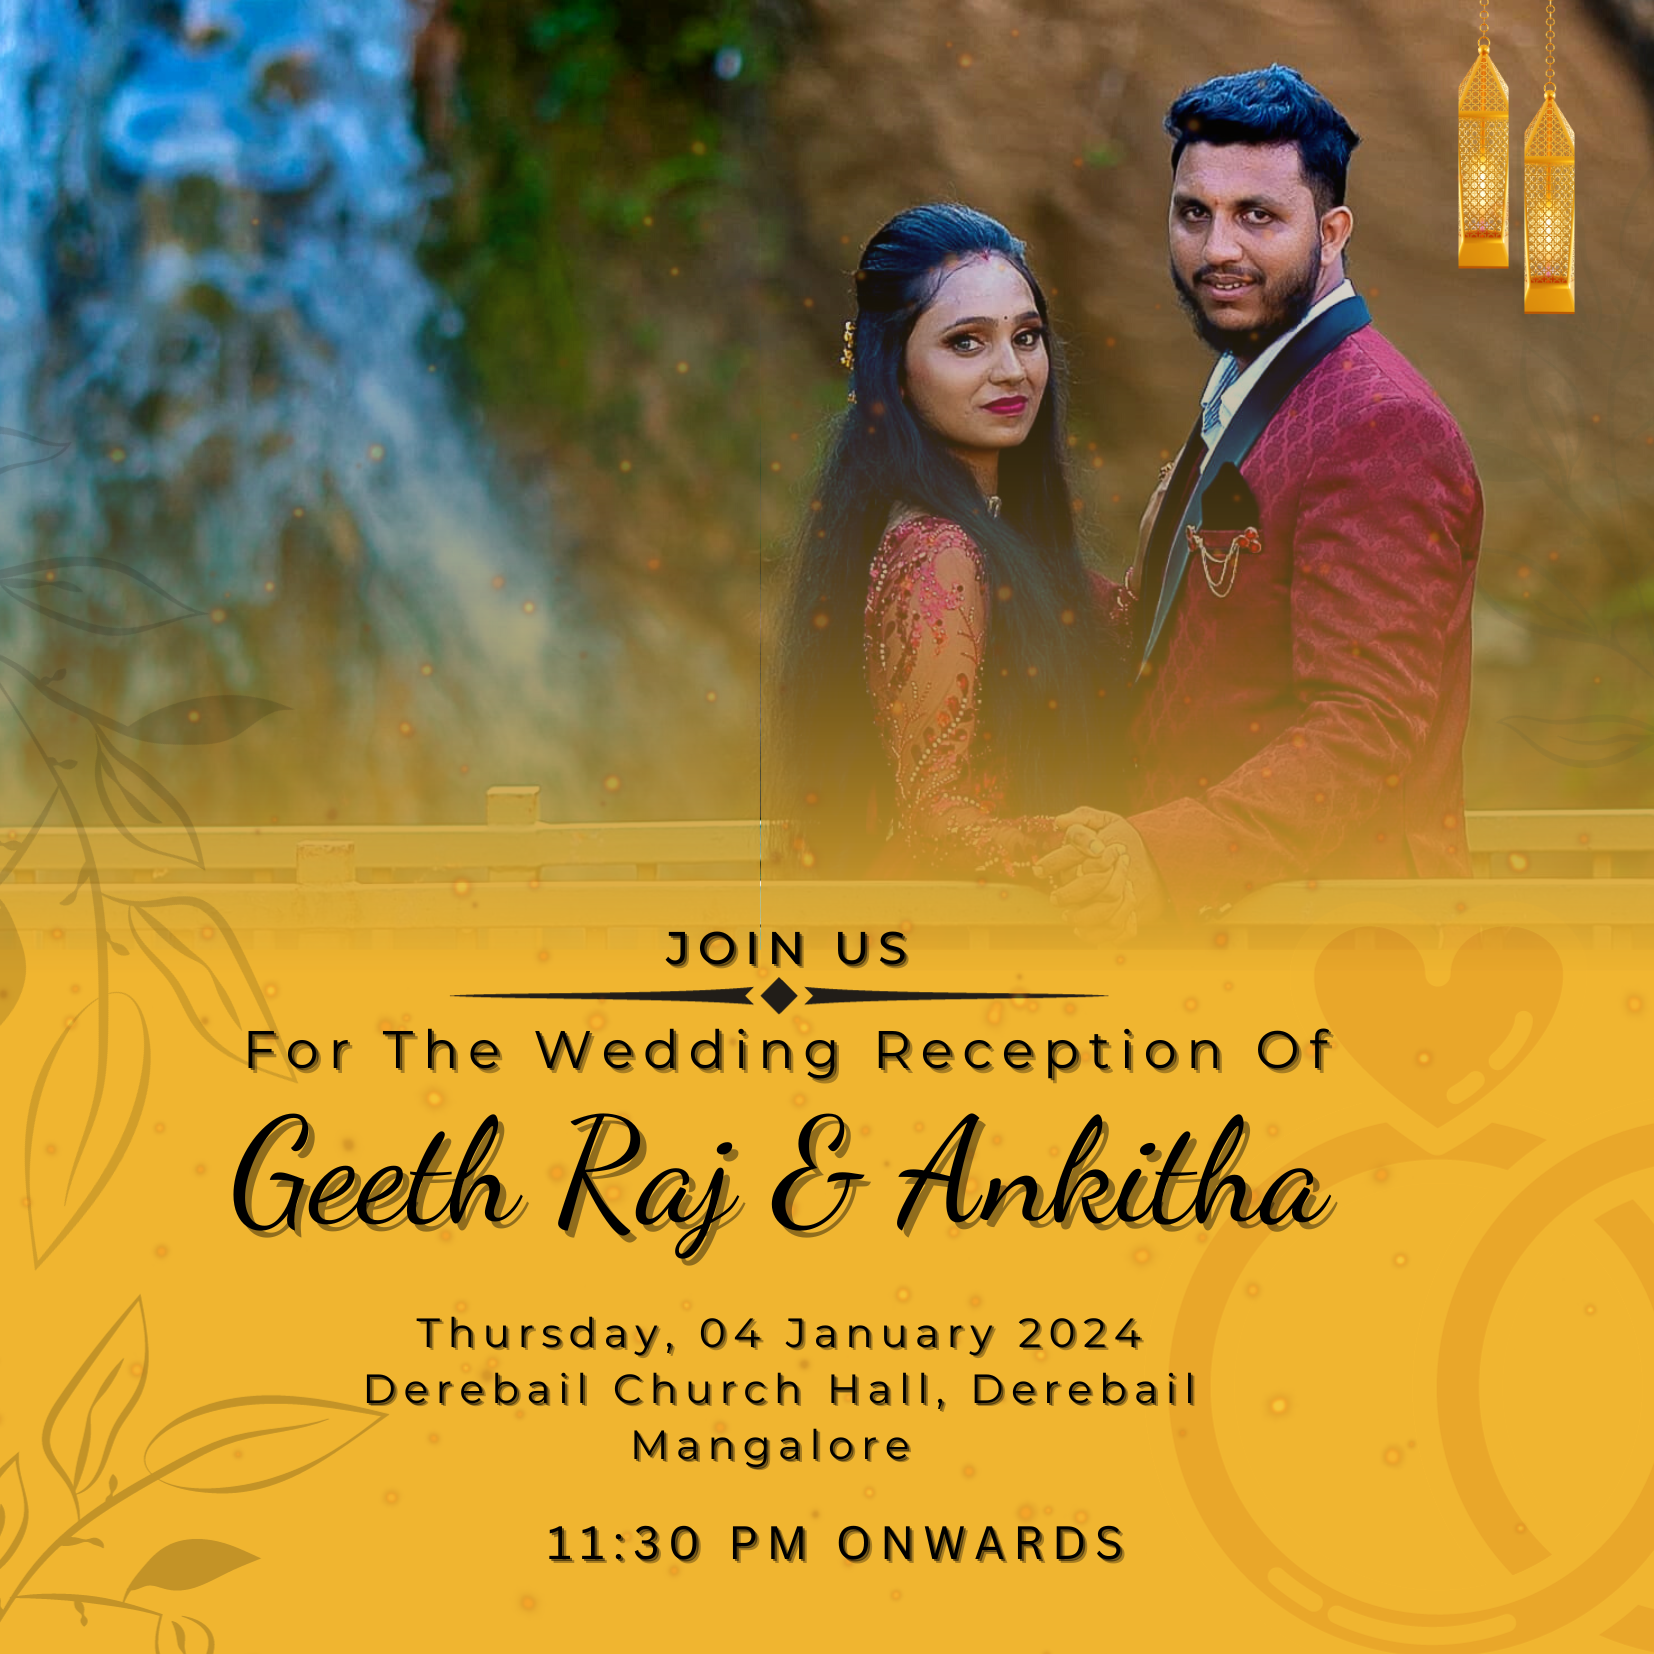 JOIN US
For The Wedding Reception Of
Geeth Raj & Ankitha
Thursday, 04 January 2024
Derebail Church Hall, Derebail
Mangalore
11:30 PM ONWARDS